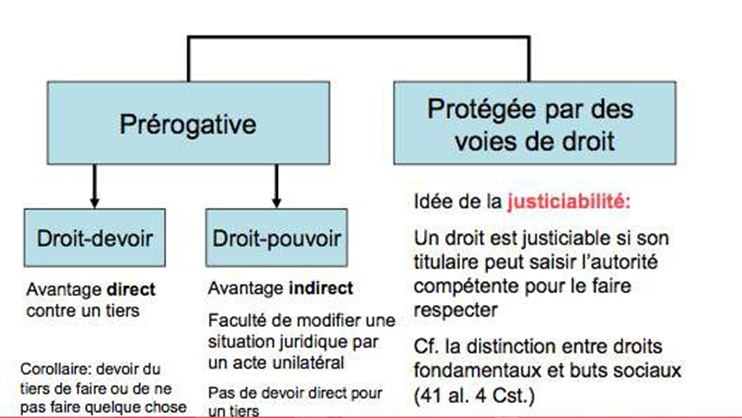 Prérogative
Protégée par des
voies de droit
Droit-devoir
Avantage direct
contre un tiers
Corollaire: devoir du
tiers de faire ou de ne
pas faire quelque chose
Droit-pouvoir
Avantage indirect
Faculté de modifier une
situation juridique par
un acte unilatéral
Pas de devoir direct pour
un tiers
Idée de la justiciabilité:
Un droit est justiciable si son
titulaire peut saisir l'autorité
compétente pour le faire
respecter
Cf. la distinction entre droits
fondamentaux et buts sociaux
(41 al. 4 Cst.)